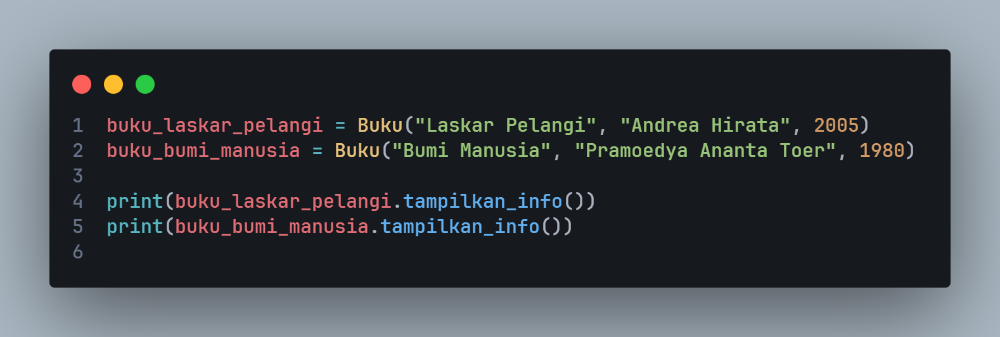 1 buku_laskar_pelangi = Buku("Laskar Pelangi", "Andrea Hirata", 2005)
2 buku_bumi_manusia = Buku("Bumi Manusia", "Pramoedya Ananta Toer", 1980)
3
4 print(buku_laskar_pelangi.tampilkan_info())
5 print(buku_bumi_manusia.tampilkan_info())
6